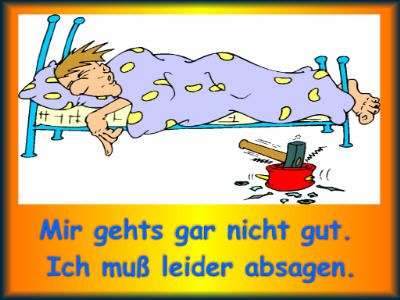 Mir gehts gar nicht gut.
Ich muß leider absagen.